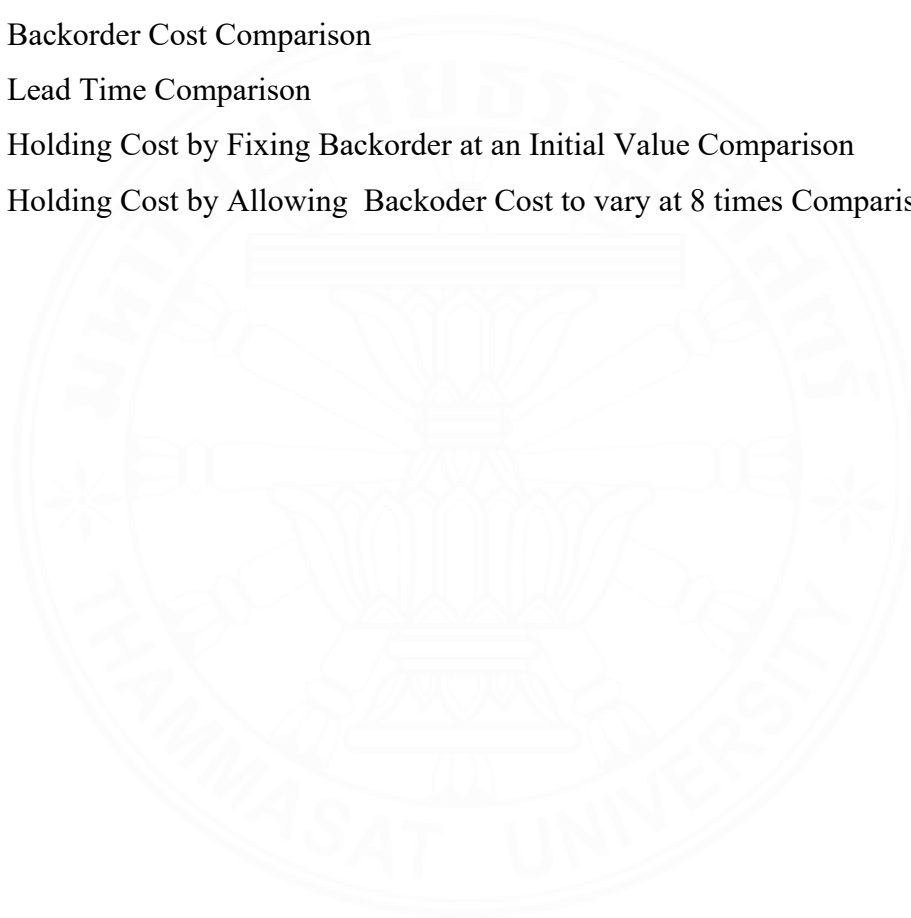 Backorder Cost Comparison
Lead Time Comparison
Holding Cost by Fixing Backorder at an Initial Value Comparison
Holding Cost by Allowing  Backoder Cost to vary at 8 times Comparis
THAMMASAT UNIVERSITY